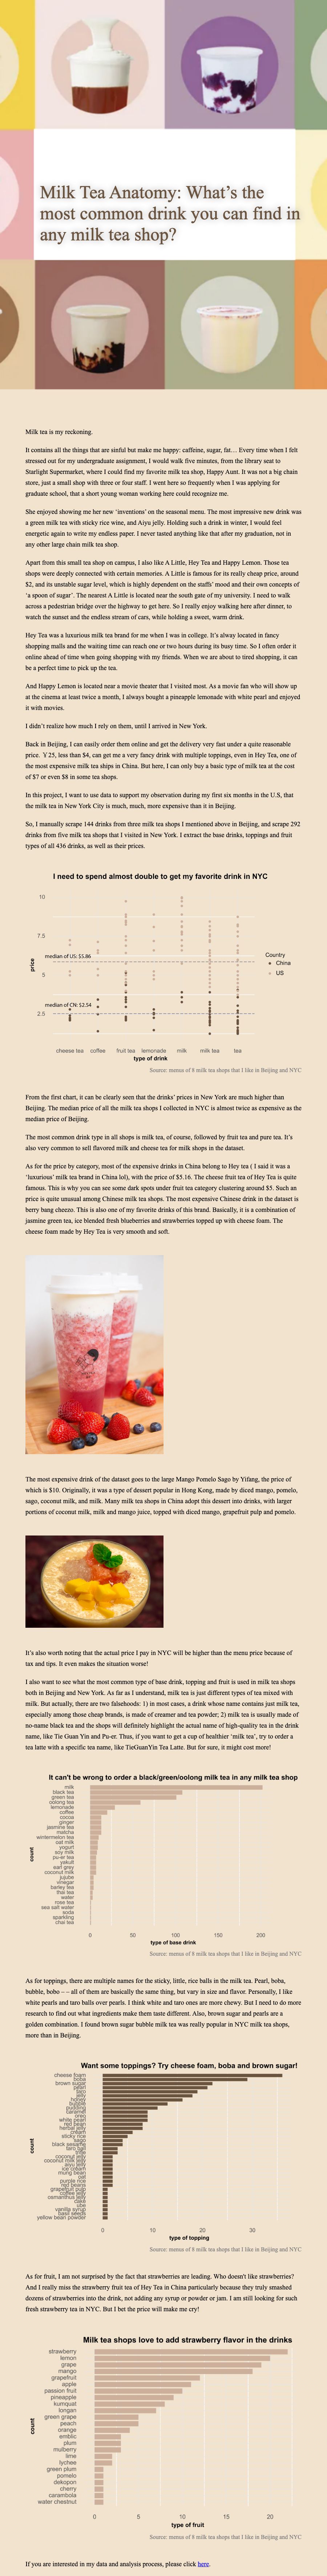 Milk Tea Anatomy: What's the
most common drink you can find in
any milk tea shop?
Milk tea is my reckoning.
It contains all the things that are sinful but make me happy: caffeine, sugar, fat… Every time when I felt
stressed out for my undergraduate assignment, I would walk five minutes, from the library seat to
Starlight Supermarket, where I could find my favorite milk tea shop, Happy Aunt. It was not a big chain
store, just a small shop with three or four staff. I went here so frequently when I was applying for
graduate school, that a short young woman working here could recognize me.
She enjoyed showing me her new 'inventions' on the seasonal menu. The most impressive new drink was
a green milk tea with sticky rice wine, and Aiyu jelly. Holding such a drink in winter, I would feel
energetic again to write my endless paper. I never tasted anything like that after my graduation, not in
any other large chain milk tea shop.
Apart from this small tea shop on campus, I also like A Little, Hey Tea and Happy Lemon. Those tea
shops were deeply connected with certain memories. A Little is famous for its really cheap price, around
$2, and its unstable sugar level, which is highly dependent on the staffs' mood and their own concepts of
'a spoon of sugar'. The nearest A Little is located near the south gate of my university. I need to walk
across a pedestrian bridge over the highway to get here. So I really enjoy walking here after dinner, to
watch the sunset and the endless stream of cars, while holding a sweet, warm drink.
Hey Tea was a luxurious milk tea brand for me when I was in college. It's alway located in fancy
shopping malls and the waiting time can reach one or two hours during its busy time. So I often order it
online ahead of time when going shopping with my friends. When we are about to tired shopping, it can
be a perfect time to pick up the tea.
And Happy Lemon is located near a movie theater that I visited most. As a movie fan who will show up
at the cinema at least twice a month, I always bought a pineapple lemonade with white pearl and enjoyed
it with movies.
I didn't realize how much I rely on them, until I arrived in New York.
Back in Beijing, I can easily order them online and get the delivery very fast under a quite reasonable
price. ¥25, less than $4, can get me a very fancy drink with multiple toppings, even in Hey Tea, one of
the most expensive milk tea ships in China. But here, I can only buy a basic type of milk tea at the cost
of $7 or even $8 in some tea shops.
In this project, I want to use data to support my observation during my first six months in the U.S, that
the milk tea in New York City is much, much, more expensive than it in Beijing.
So, I manually scrape 144 drinks from three milk tea shops I mentioned above in Beijing, and scrape 292
drinks from five milk tea shops that I visited in New York. I extract the base drinks, toppings and fruit
types of all 436 drinks, as well as their prices.
I need to spend almost double to get my favorite drink in NYC
10
7.5
median of US: $5.86
5
median of CN: $2.54
2.5
price
Country
China
US
cheese tea coffee fruit tea lemonade milk milk tea tea
type of drink
Source: menus of 8 milk tea shops that I like in Beijing and NYC
From the first chart, it can be clearly seen that the drinks' prices in New York are much higher than
Beijing. The median price of all the milk tea shops I collected in NYC is almost twice as expensive as the
median price of Beijing.
The most common drink type in all shops is milk tea, of course, followed by fruit tea and pure tea. It's
also very common to sell flavored milk and cheese tea for milk shops in the dataset.
As for the price by category, most of the expensive drinks in China belong to Hey tea ( I said it was a
'luxurious' milk tea brand in China lol), with the price of $5.16. The cheese fruit tea of Hey Tea is quite
famous. This is why you can see some dark spots under fruit tea category clustering around $5. Such an
price is quite unusual among Chinese milk tea shops. The most expensive Chinese drink in the dataset is
berry bang cheezo. This is also one of my favorite drinks of this brand. Basically, it is a combination of
jasmine green tea, ice blended fresh blueberries and strawberries topped up with cheese foam. The
cheese foam made by Hey Tea is very smooth and soft.
The most expensive drink of the dataset goes to the large Mango Pomelo Sago by Yifang, the price of
which is $10. Originally, it was a type of dessert popular in Hong Kong, made by diced mango, pomelo,
sago, coconut milk, and milk. Many milk tea shops in China adopt this dessert into drinks, with larger
portions of coconut milk, milk and mango juice, topped with diced mango, grapefruit pulp and pomelo.
It's also worth noting that the actual price I pay in NYC will be higher than the menu price because of
tax and tips. It even makes the situation worse!
I also want to see what the most common type of base drink, topping and fruit is used in milk tea shops
both in Beijing and New York. As far as I understand, milk tea is just different types of tea mixed with
milk. But actually, there are two falsehoods: 1) in most cases, a drink whose name contains just milk tea,
especially among those cheap brands, is made of creamer and tea powder; 2) milk tea is usually made of
no-name black tea and the shops will definitely highlight the actual name of high-quality tea in the drink
name, like Tie Guan Yin and Pu-er. Thus, if you want to get a cup of healthier 'milk tea', try to order a
tea latte with a specific tea name, like TieGuanYin Tea Latte. But for sure, it might cost more!
It can't be wrong to order a black/green/oolong milk tea in any milk tea shop
milk
black tea
green tea
oolong tea
lemonade
coffee
cocoa
ginger
jasmine tea
matcha
wintermelon tea
oat milk
yogurt
soy milk
pu-er tea
yakult
earl grey
coconut milk
jujube
vinegar
barley tea
thai tea
water
rose tea
sea salt water
soda
sparkling
chai tea
count
0 50 100 150 200
type of base drink
Source: menus of 8 milk tea shops that I like in Beijing and NYC
As for toppings, there are multiple names for the sticky, little, rice balls in the milk tea. Pearl, boba,
bubble, bobo – – all of them are basically the same thing, but vary in size and flavor. Personally, I like
white pearls and taro balls over pearls. I think white and taro ones are more chewy. But I need to do more
research to find out what ingredients make them taste different. Also, brown sugar and pearls are a
golden combination. I found brown sugar bubble milk tea was really popular in NYC milk tea shops,
more than in Beijing.
Want some toppings? Try cheese foam, boba and brown sugar!
cheese foam
boba
brown sugar
pearl
taro
jelly
honey
bubble
pudding
caramel
oreo
white pearl
red bean
herbal jelly
cream
sticky rice
sago
black sesame
taro ball
coconut jelly
coconut milk jelly
aiyu jelly
ice cream
mung bean
oat
purple rice
red beans
grapefruit pulp
coffee jelly
osmanthus jelly
cake
vanilla syrup
basil seeds
yellow bean powder
count
0 10 20 30
type of topping
Source: menus of 8 milk tea shops that I like in Beijing and NYC
As for fruit, I am not surprised by the fact that strawberries are leading. Who doesn't like strawberries?
And I really miss the strawberry fruit tea of Hey Tea in China particularly because they truly smashed
dozens of strawberries into the drink, not adding any syrup or powder or jam. I am still looking for such
fresh strawberry tea in NYC. But I bet the price will make me cry!
Milk tea shops love to add strawberry flavor in the drinks
strawberry
lemon
grape
mango
grapefruit
apple
passion fruit
pineapple
kumquat
longan
green grape
peach
orange
emblic
plum
mulberry
lime
lychee
green plum
pomelo
dekopon
cherry
carambola
water chestnut
count
0 5 10 15 20
type of fruit
Source: menus of 8 milk tea shops that I like in Beijing and NYC
If you are interested in my data and analysis process, please click here.